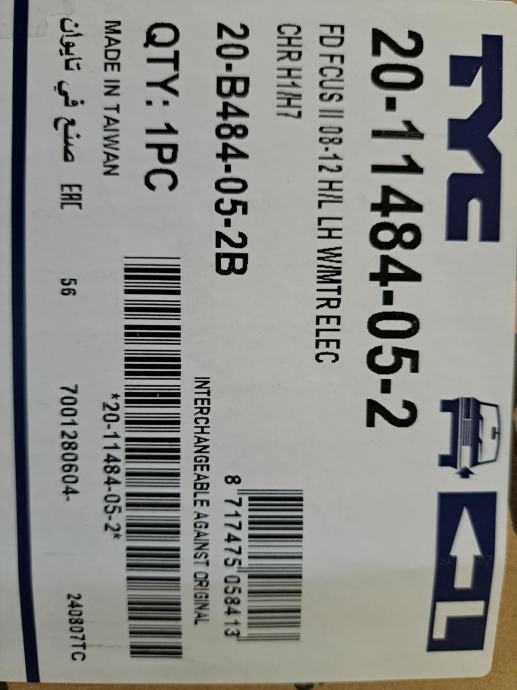 TYC
L
20-11484-05-2
FD FCUS II 08-12 H/L LH W/MTR ELEC
CHR H1/H7
8 717475 058413
20-B484-05-2B
INTERCHANGEABLE AGAINST ORIGINAL
QTY: 1PC
*20-11484-05-2*
MADE IN TAIWAN
صنع في تايوان EAC 56 7001280604- 240807TC